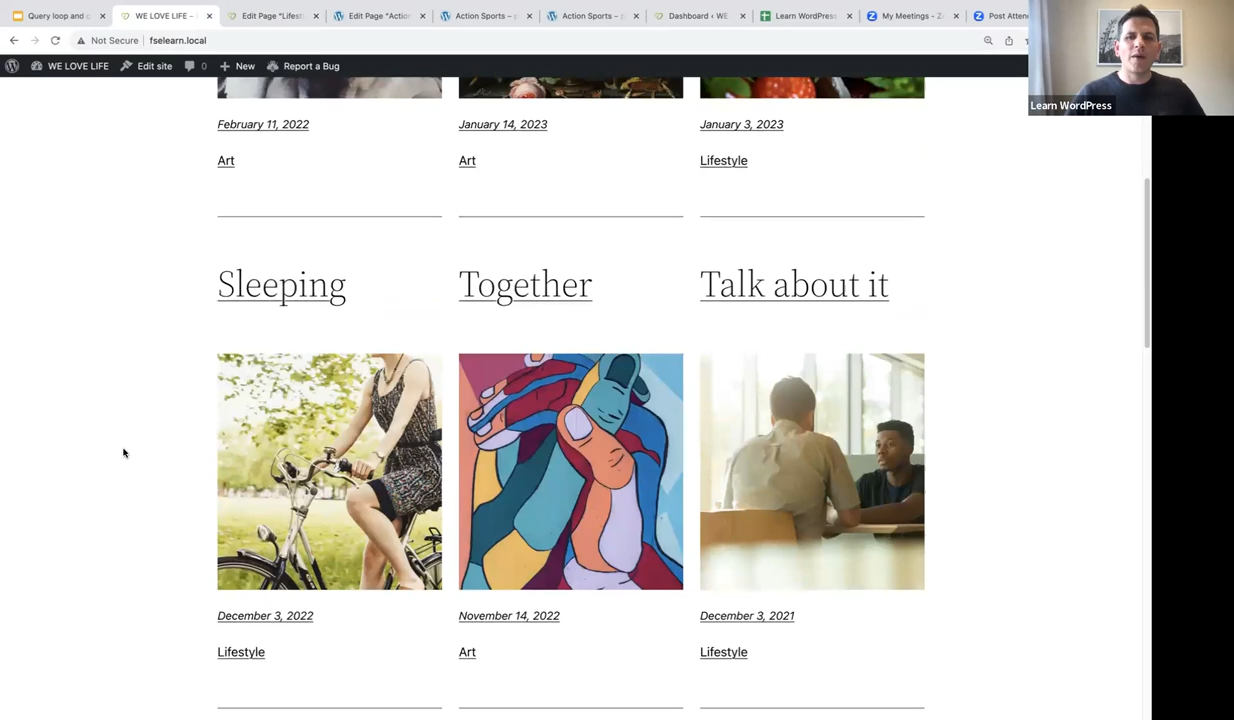 Query loop and c
WE LOVE LIFE –
Edit Page "Lifest
Edit Page "Action
Action Sports –
Action Sports –
Dashboard ‹ WE
Learn WordPress
My Meetings - Z
Post Attend
Not Secure
fselearn.local
WE LOVE LIFE
Edit site
0
New
Report a Bug
Learn WordPress
February 11, 2022
January 14, 2023
January 3, 2023
Art
Art
Lifestyle
Sleeping
Together
Talk about it
December 3, 2022
November 14, 2022
December 3, 2021
Lifestyle
Art
Lifestyle